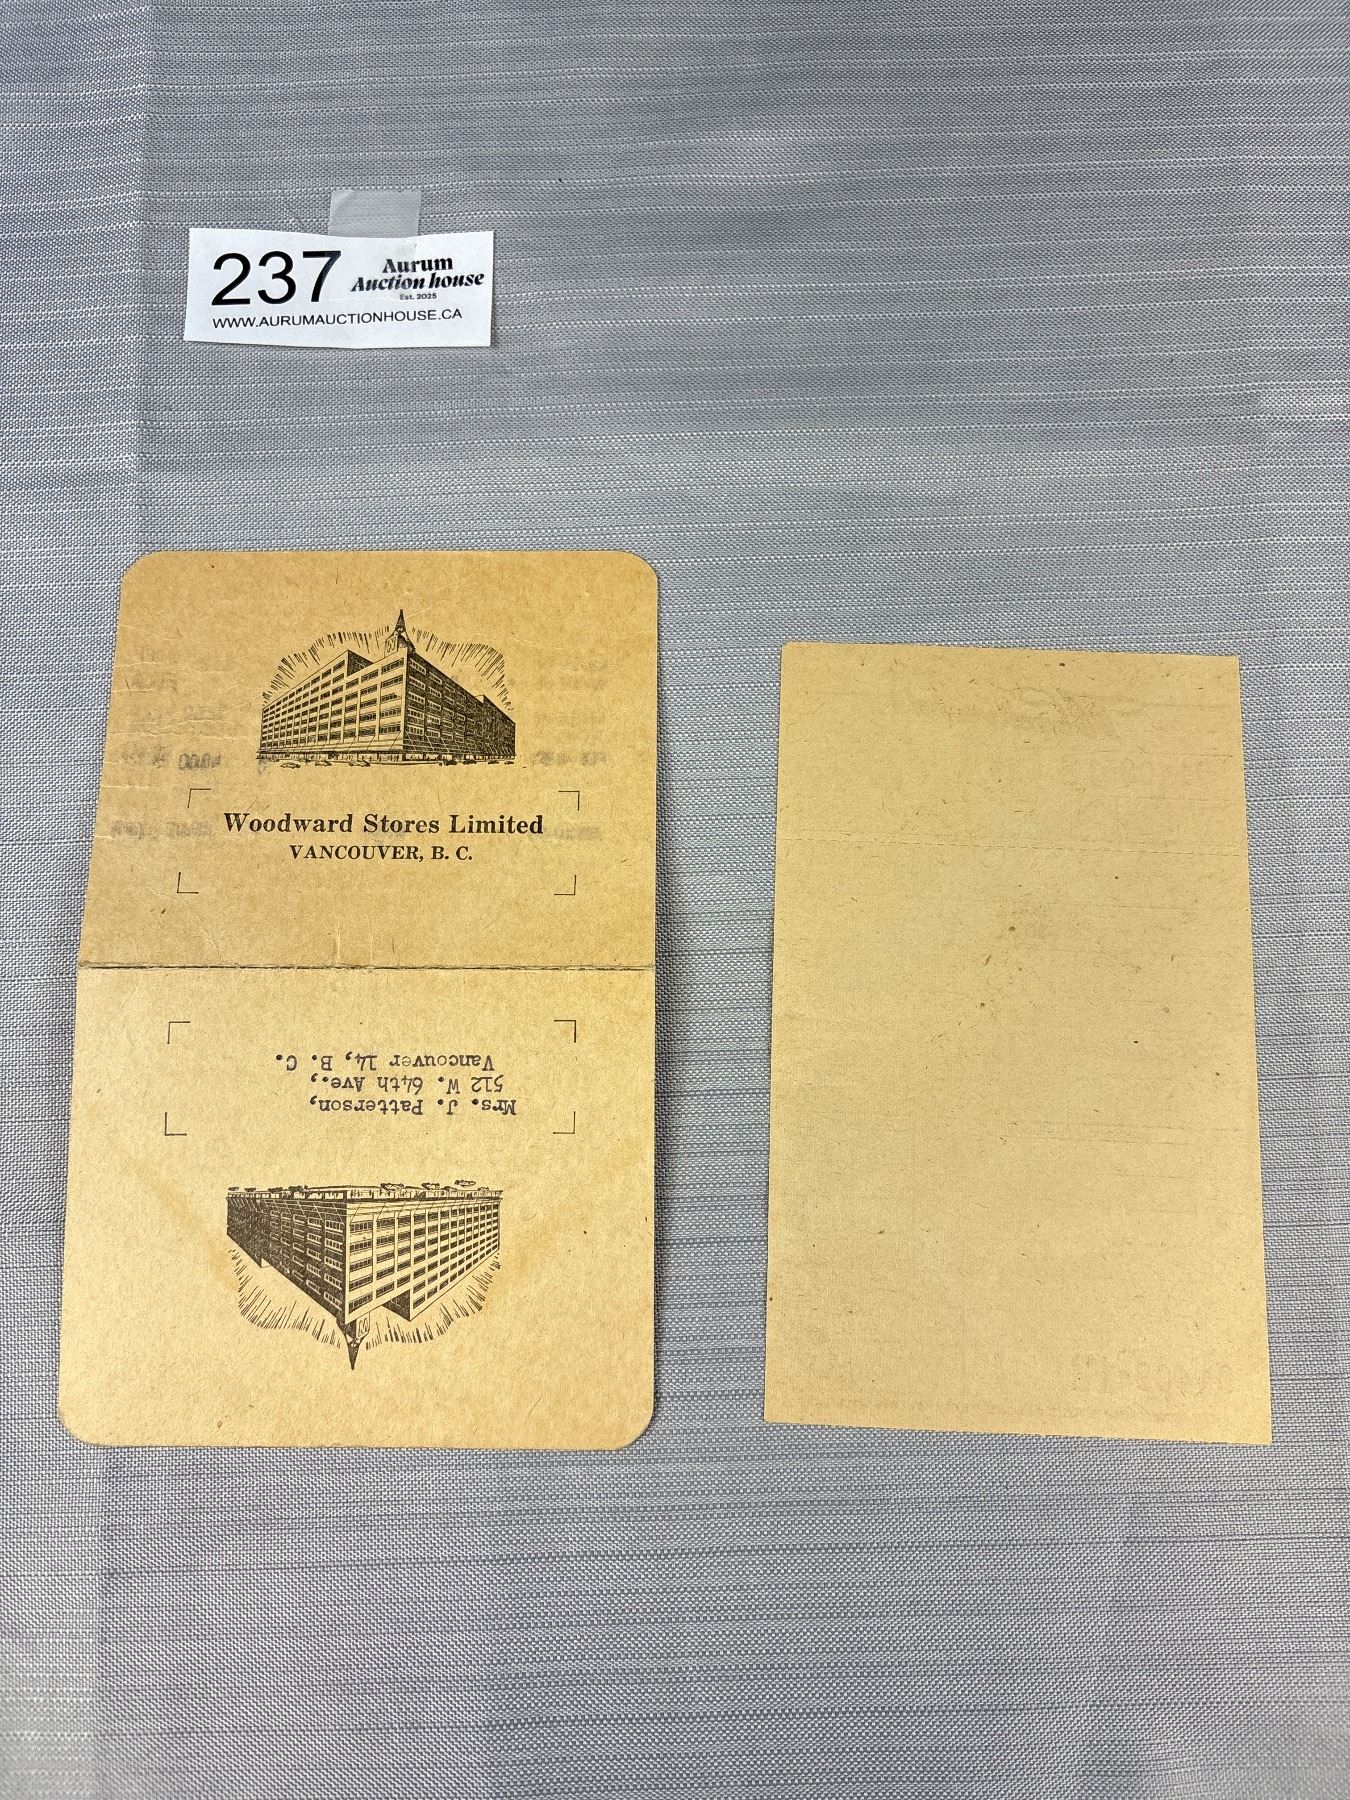 237
Aurum
Auction house
Est. 2025
WWW.AURUMAUCTIONHOUSE.CA
Woodward Stores Limited
VANCOUVER, B. C.
Mrs. J. Patterson,
512 W. 64th Ave.,
Vancouver 14, B. C.